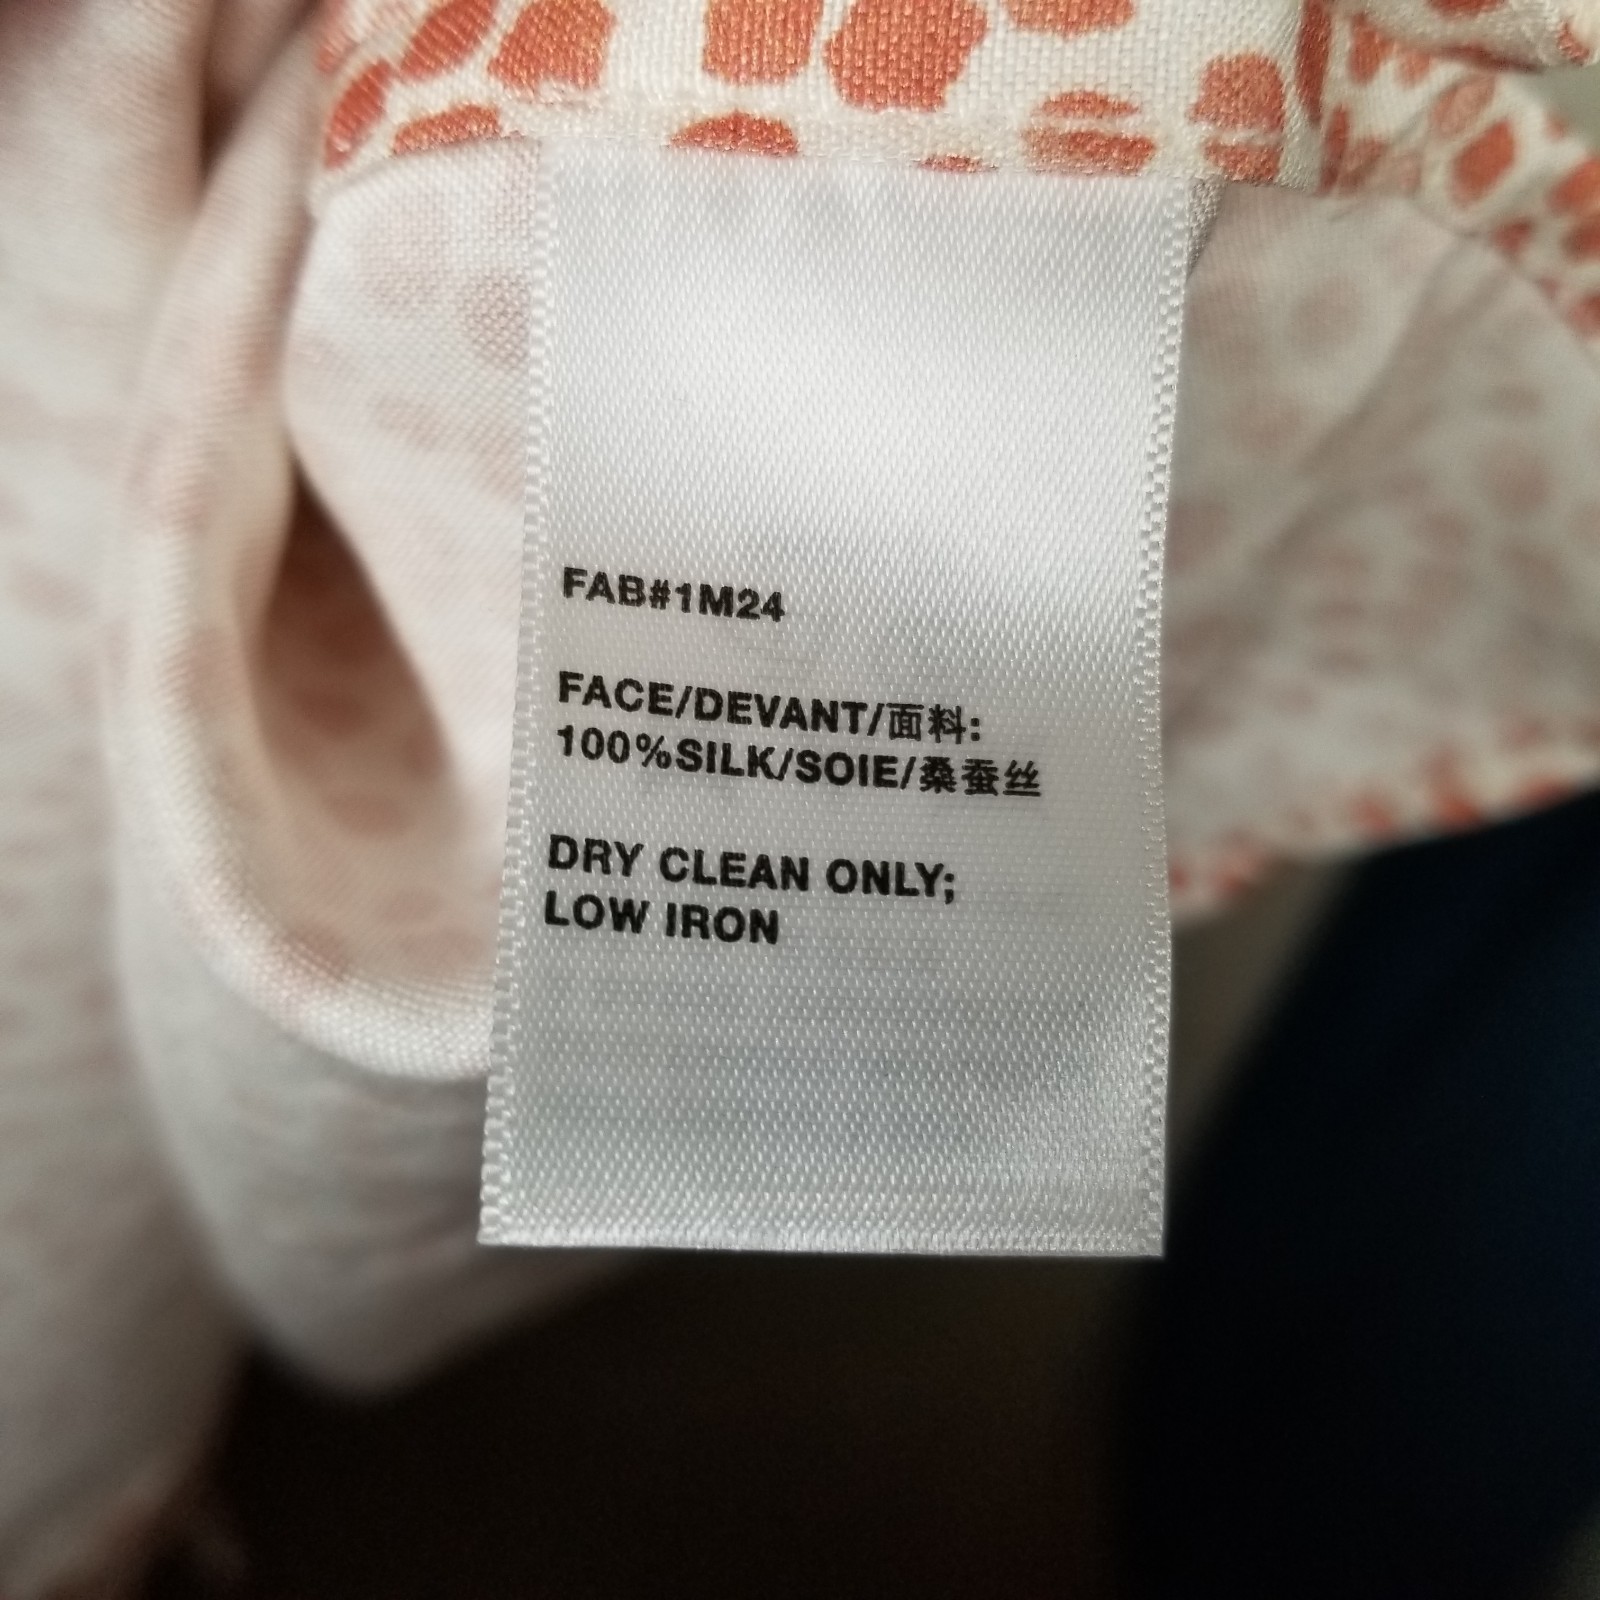 FAB#1M24
FACE/DEVANT/面料:
100%SILK/SOIE/桑蚕丝
DRY CLEAN ONLY;
LOW IRON